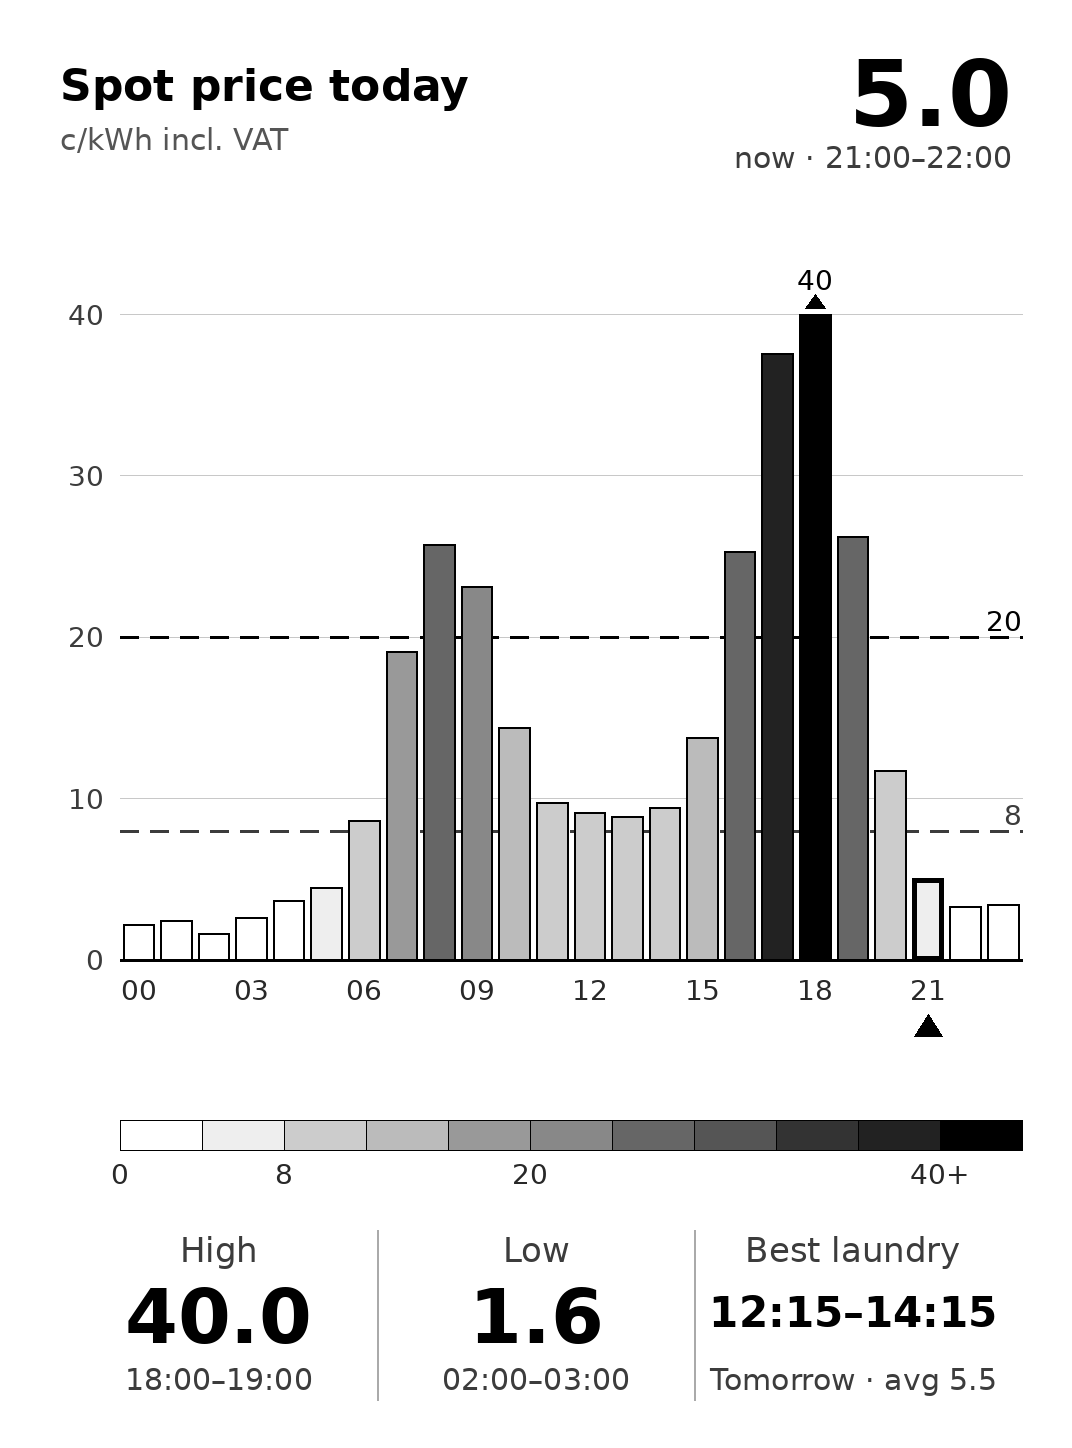 Spot price today
c/kWh incl. VAT
5.0
now · 21:00–22:00
40
40
30
20
20
10
8
0
00 03 06 09 12 15 18 21
0 8 20 40+
High Low Best laundry
40.0 1.6 12:15–14:15
18:00–19:00 02:00–03:00 Tomorrow · avg 5.5